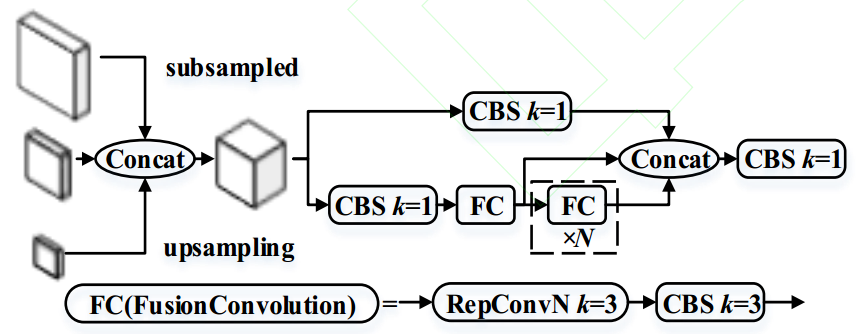 subsampled
CBS k=1
Concat
Concat
CBS k=1
CBS k=1
FC
FC
×N
upsampling
FC(FusionConvolution)
=
RepConvN k=3
CBS k=3